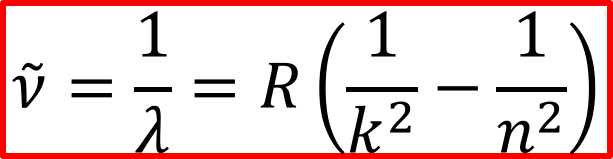 ṽ = 1/λ = R (1/k² − 1/n²)